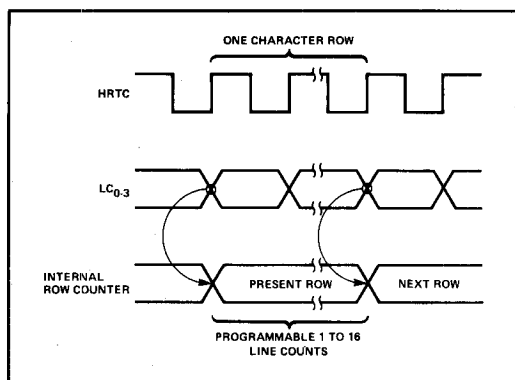 ONE CHARACTER ROW
HRTC
LC0-3
INTERNAL
ROW COUNTER
PRESENT ROW
NEXT ROW
PROGRAMMABLE 1 TO 16
LINE COUNTS